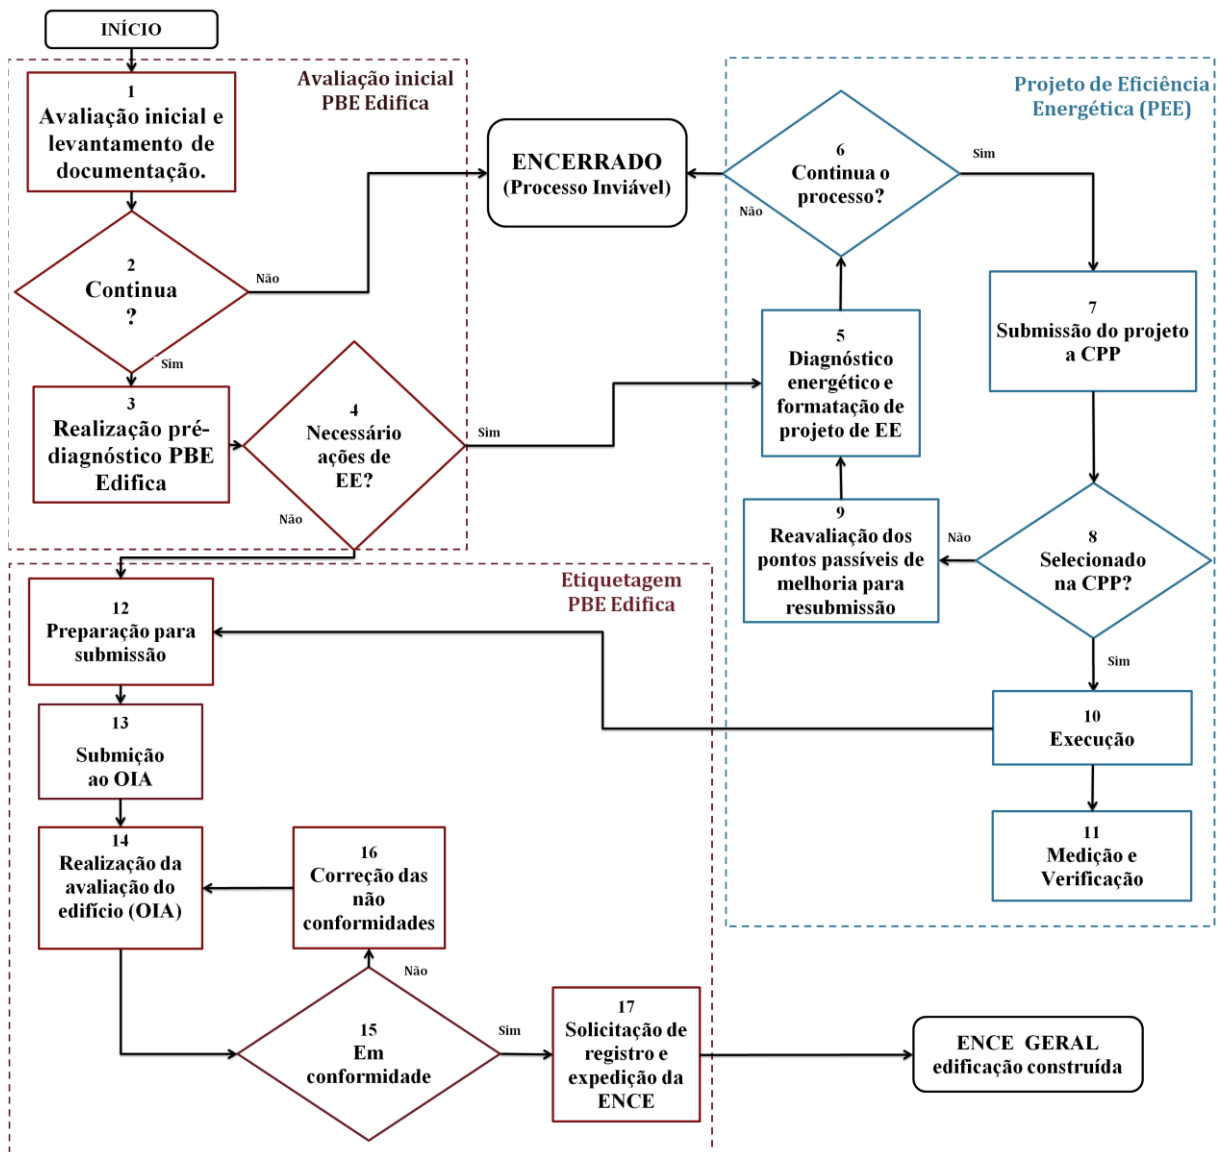 INÍCIO
Avaliação inicial
PBE Edifica
1
Avaliação inicial e
levantamento de
documentação.
2
Continua
?
Não
Sim
3
Realização pré-
diagnóstico PBE
Edifica
4
Necessário
ações de
EE?
Sim
Não
ENCERRADO
(Processo Inviável)
Projeto de Eficiência
Energética (PEE)
6
Continua o
processo?
Sim
Não
5
Diagnóstico
energético e
formatação de
projeto de EE
7
Submissão do projeto
a CPP
8
Selecionado
na CPP?
Não
Sim
9
Reavaliação dos
pontos passíveis de
melhoria para
resubmissão
10
Execução
11
Medição e
Verificação
Etiquetagem
PBE Edifica
12
Preparação para
submissão
13
Submição
ao OIA
14
Realização da
avaliação do
edifício (OIA)
16
Correção das
não
conformidades
Não
15
Em
conformidade
Sim
17
Solicitação de
registro e
expedição da
ENCE
ENCE GERAL
edificação construída